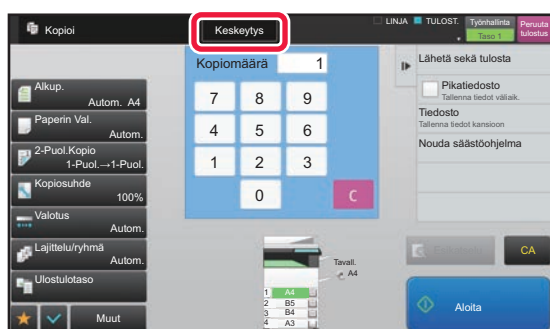 Kopioi
Keskeytys
LINJA
TULOST.
Työnhallinta
Taso 1
Peruuta
tulostus
Alkup.
Autom. A4
Paperin Val.
Autom.
2-Puol.Kopio
1-Puol.→1-Puol.
Kopiosuhde
100%
Valotus
Autom.
Lajittelu/ryhmä
Autom.
Ulostulotaso
Muut
Kopiomäärä 1
7 8 9
4 5 6
1 2 3
0 C
Tavall.
A4
1 A4
2 B5
3 B4
4 A3
Lähetä sekä tulosta
Pikatiedosto
Tallenna tiedot väliaik.
Tiedosto
Tallenna tiedot kansioon
Nouda säästöohjelma
CA
Aloita